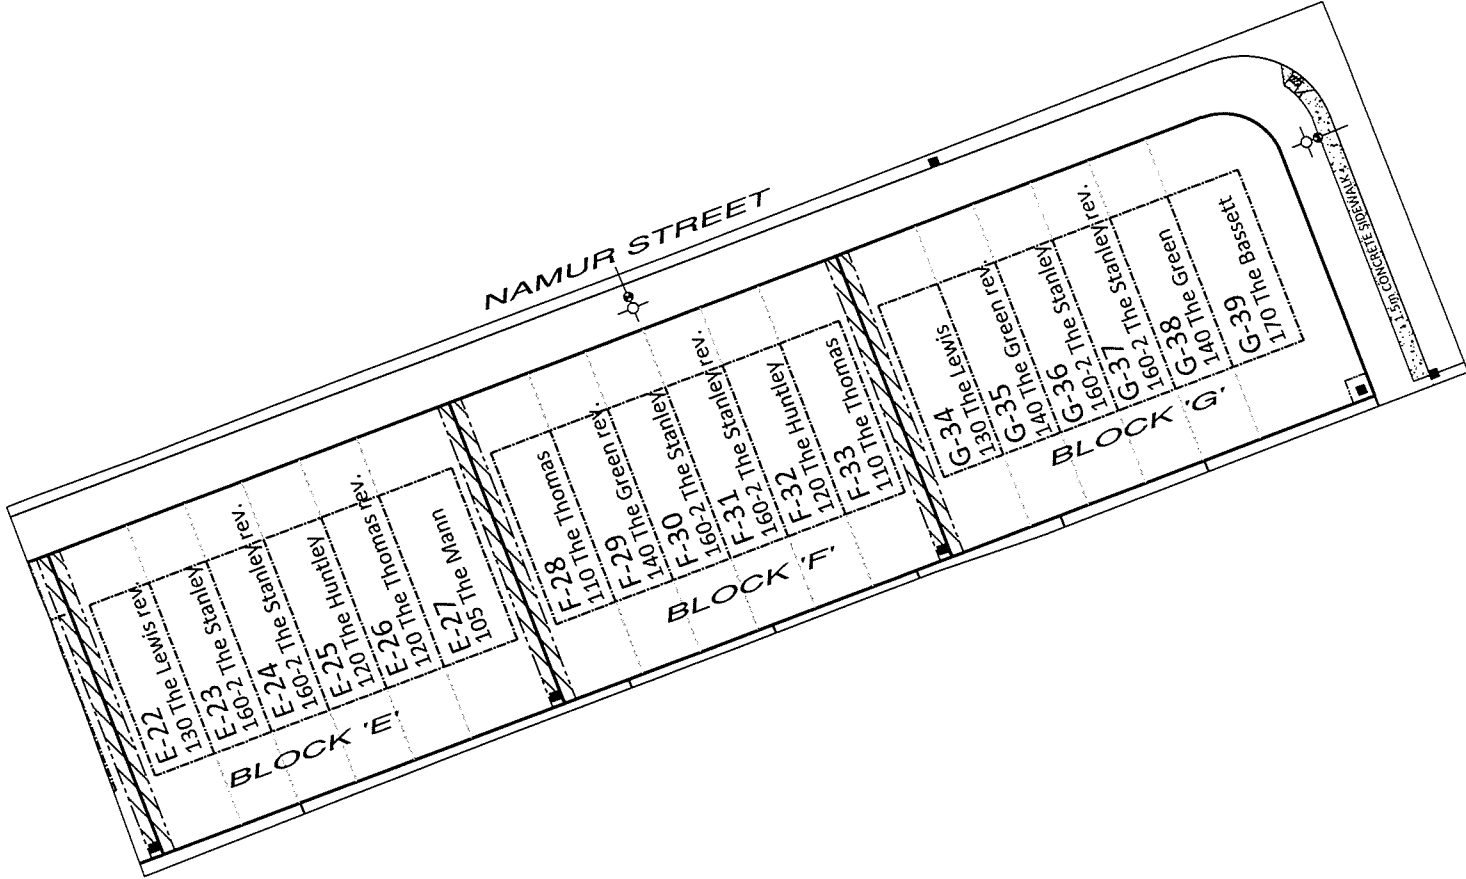 NAMUR STREET
1.5m CONCRETE SIDEWALK
E-22
130 The Lewis rev.
E-23
160-2 The Stanley
E-24
160-2 The Stanley rev.
E-25
120 The Huntley
E-26
120 The Thomas rev.
E-27
105 The Mann
BLOCK 'E'
F-28
110 The Thomas
F-29
140 The Green rev.
F-30
160-2 The Stanley
F-31
160-2 The Stanley rev.
F-32
120 The Huntley
F-33
110 The Thomas
BLOCK 'F'
G-34
130 The Lewis
G-35
140 The Green rev.
G-36
160-2 The Stanley
G-37
160-2 The Stanley rev.
G-38
140 The Green
G-39
170 The Bassett
BLOCK 'G'